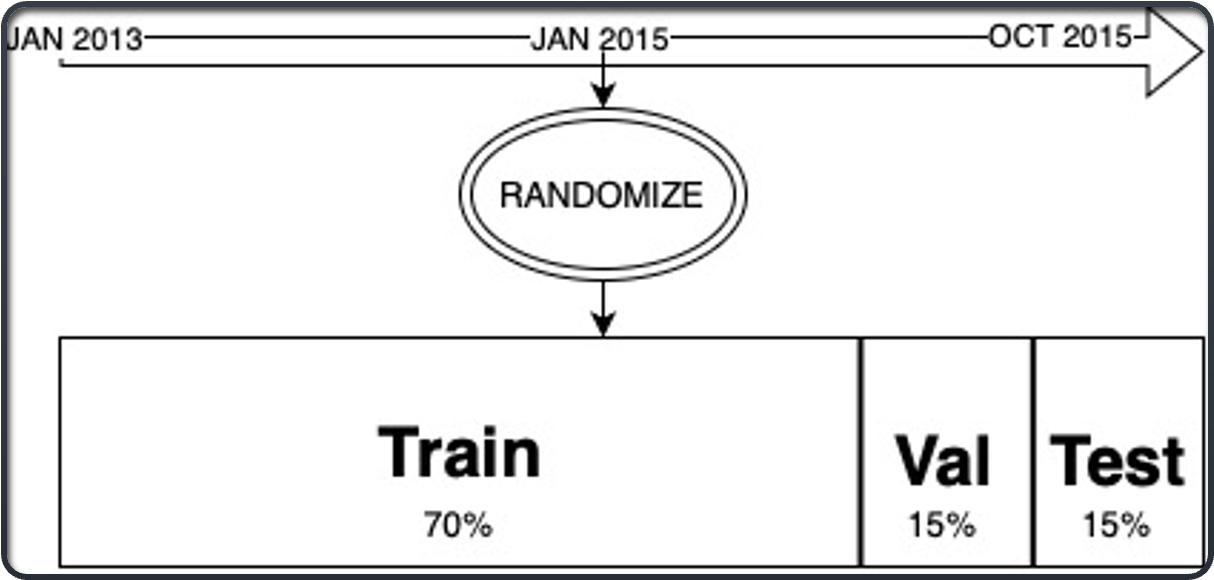 JAN 2013 JAN 2015 OCT 2015
RANDOMIZE
Train Val Test
70% 15% 15%